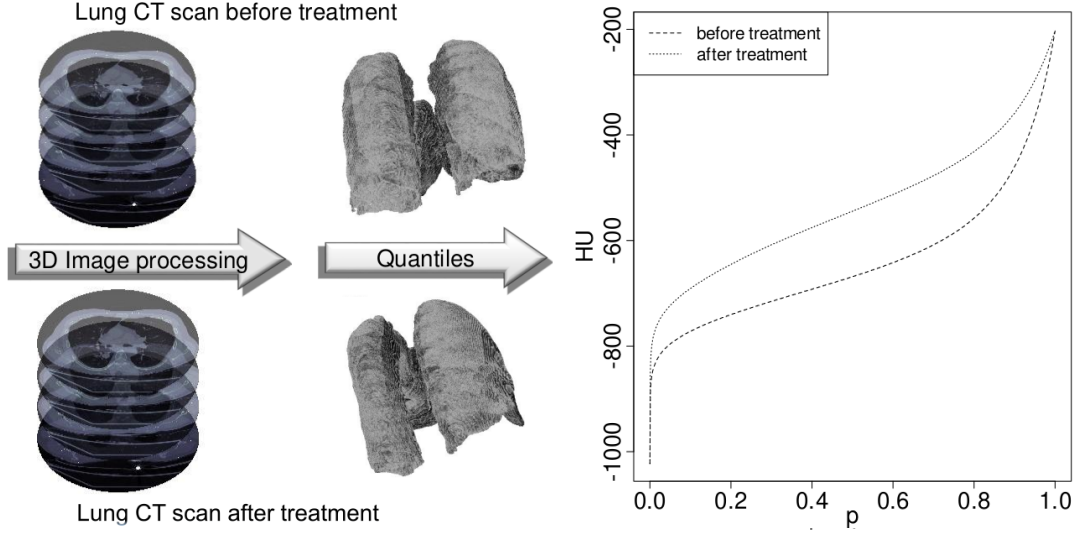 Lung CT scan before treatment
3D Image processing
Quantiles
Lung CT scan after treatment
before treatment
after treatment
HU
-200
-400
-600
-800
-1000
0.0 0.2 0.4 0.6 0.8 1.0
p